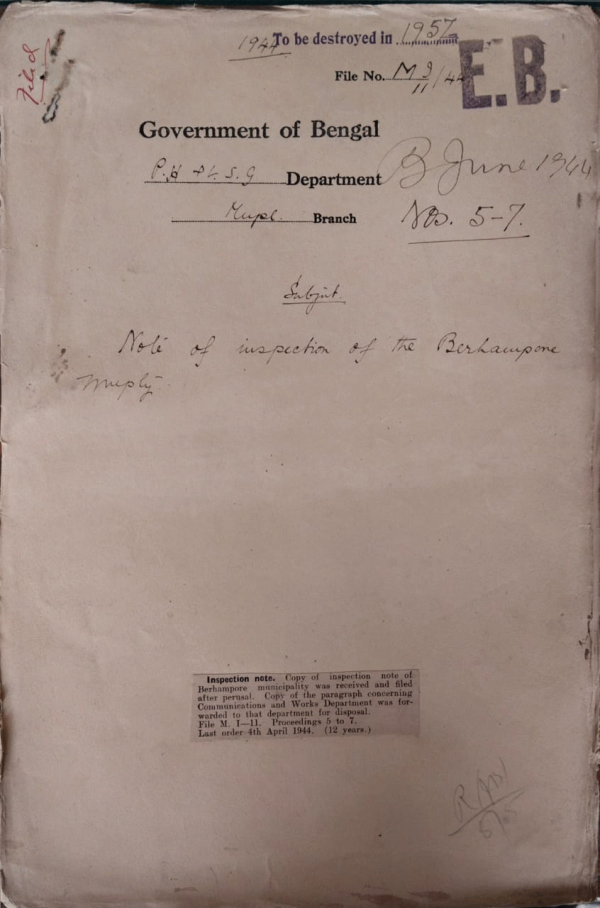 Filed
1944 To be destroyed in 1957
File No. M I/11/44
E.B.
Government of Bengal
P.H & L.S.G Department B June 1944
Mupl. Branch Nos. 5-7.
Subject.
Note of inspection of the Berhampore
Muplty.
Inspection note. Copy of inspection note of
Berhampore municipality was received and filed
after perusal. Copy of the paragraph concerning
Communications and Works Department was for-
warded to that department for disposal.
File M. I—11. Proceedings 5 to 7.
Last order 4th April 1944. (12 years.)